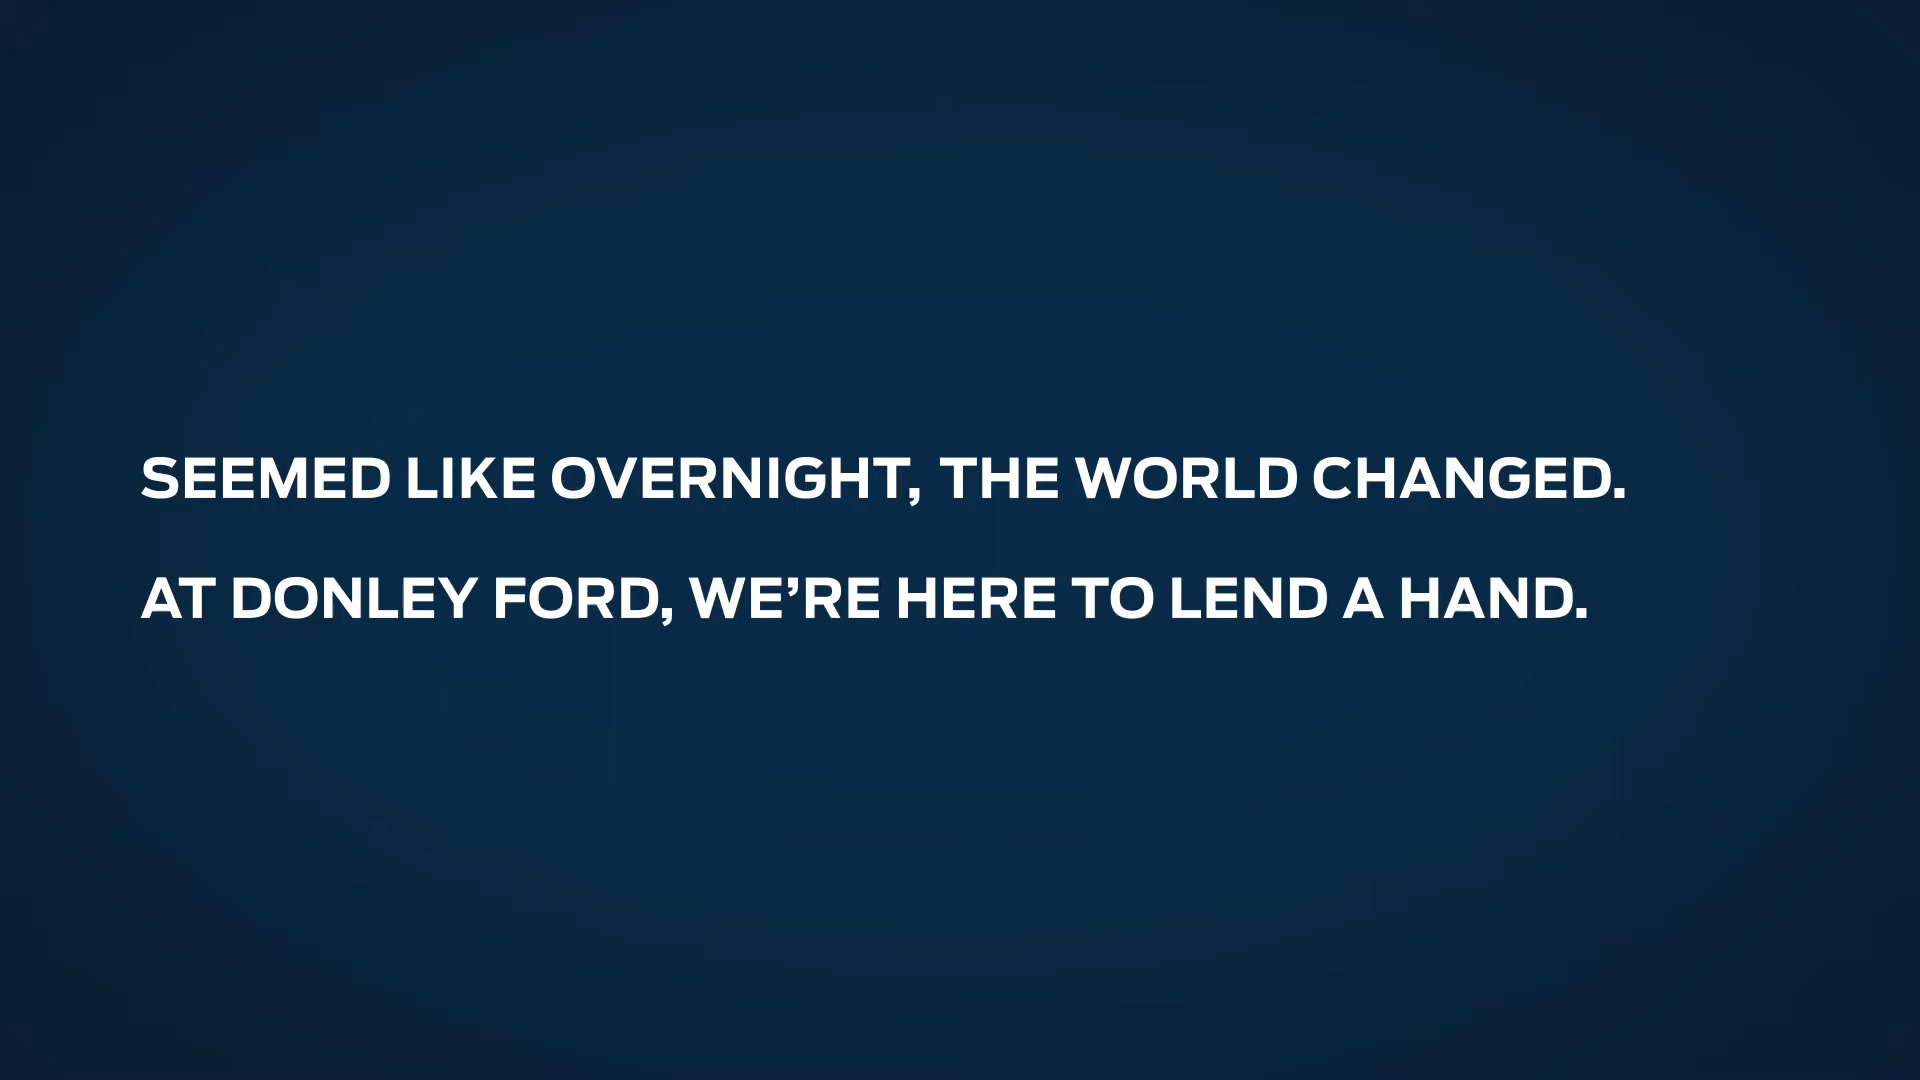 SEEMED LIKE OVERNIGHT, THE WORLD CHANGED.
AT DONLEY FORD, WE’RE HERE TO LEND A HAND.